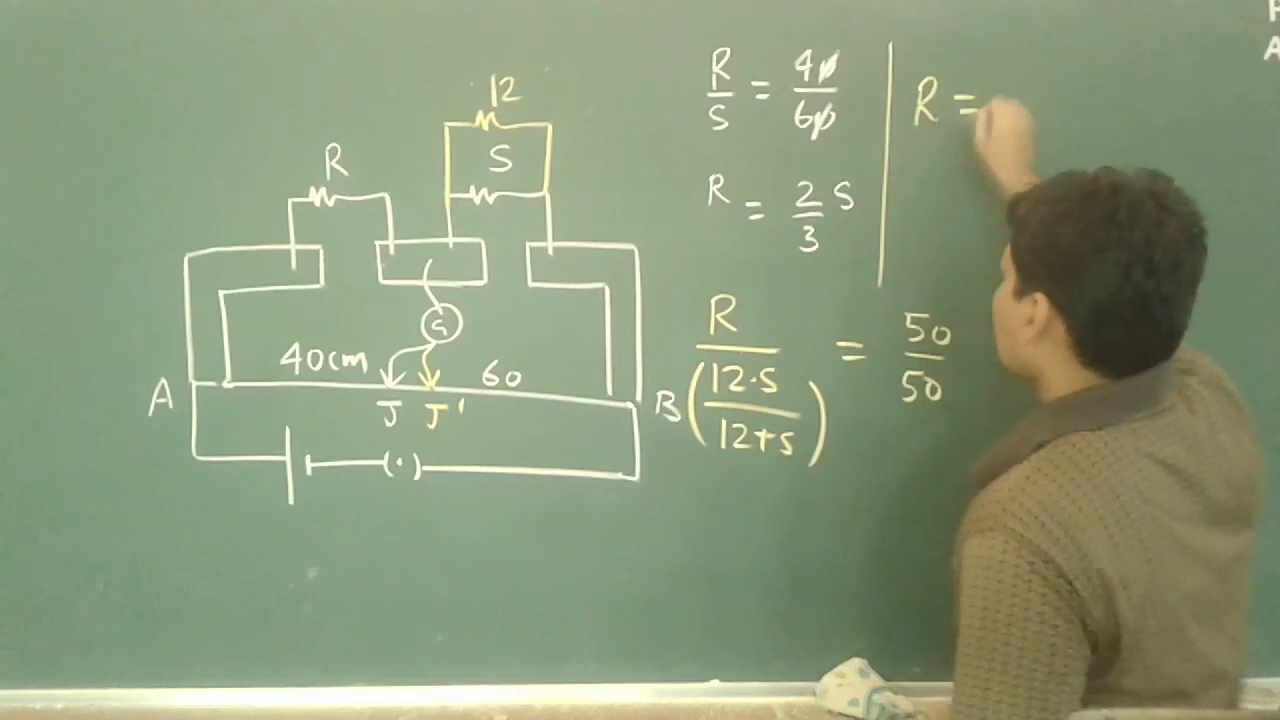 12
R
S
G
40cm
60
A
J
J'
B
R/S = 40/60
R = 2/3 S
R/(12·S/12+S) = 50/50
R =